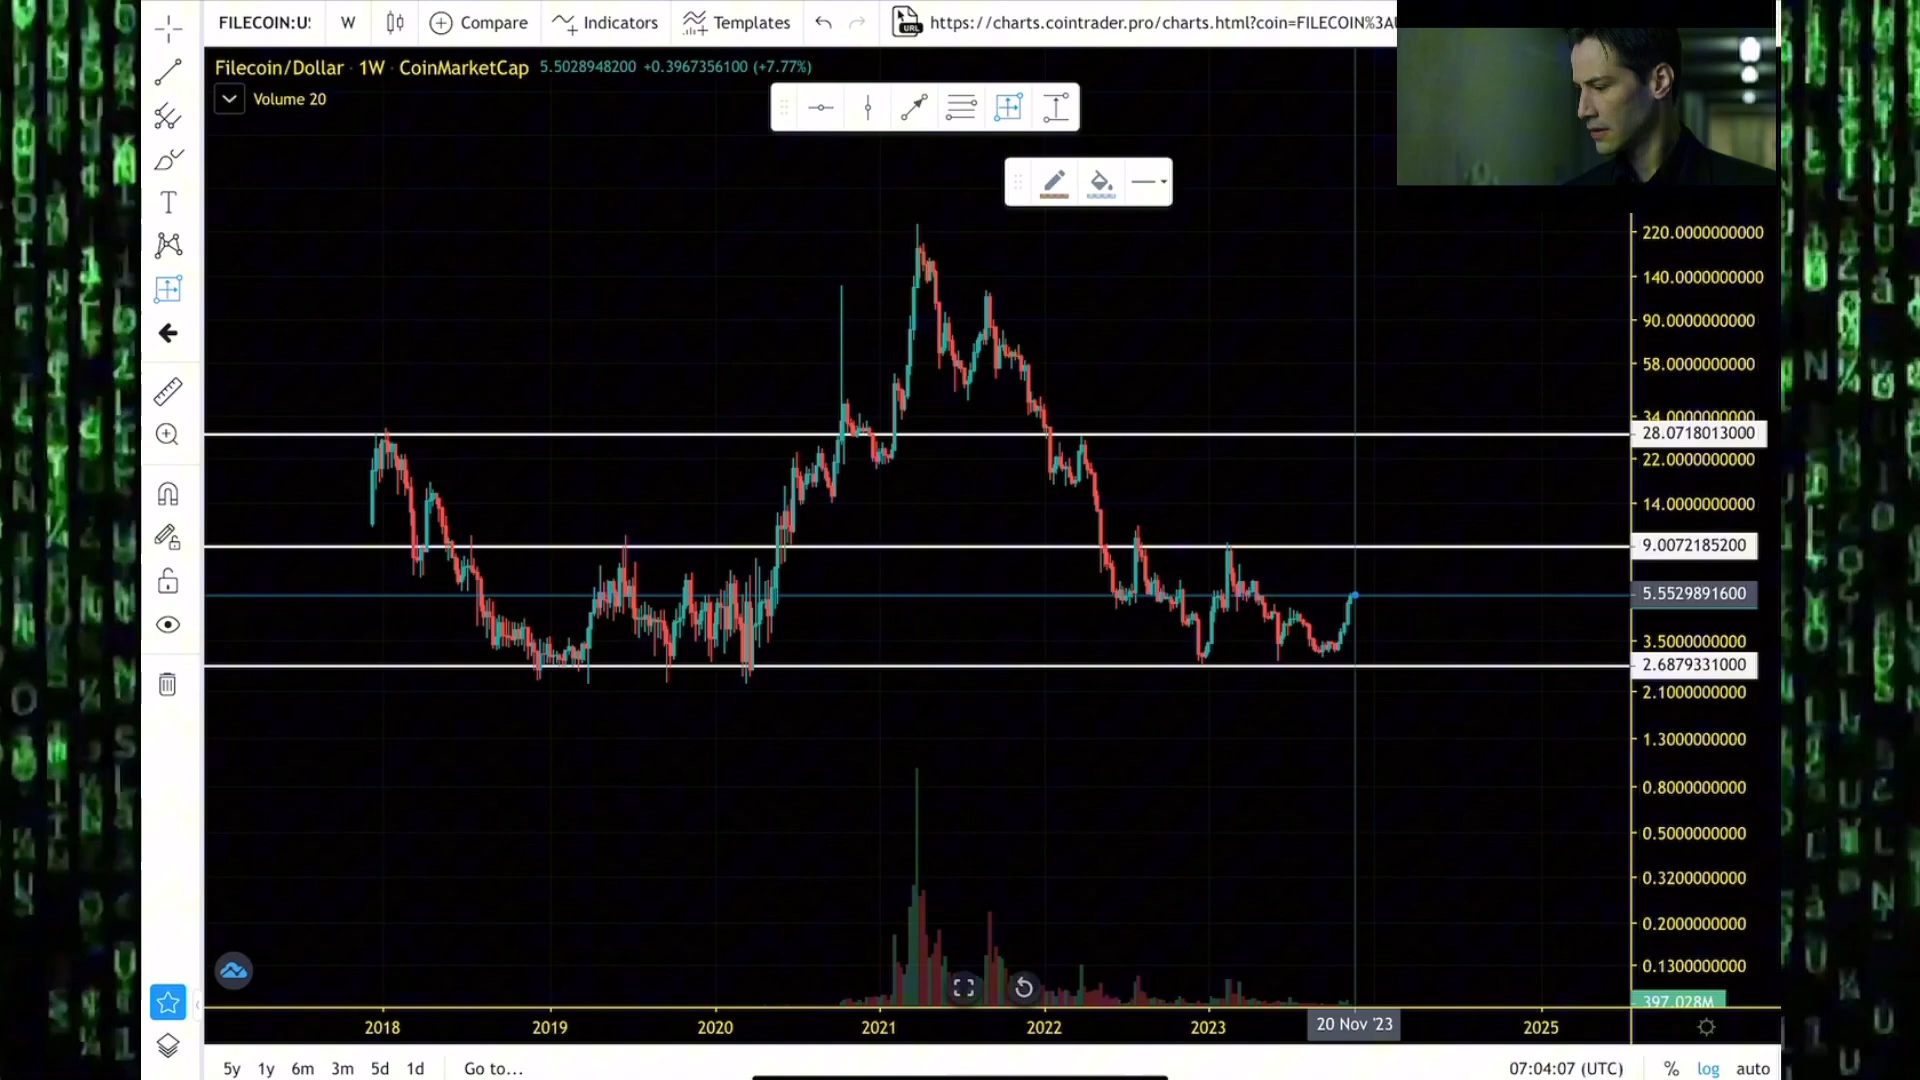 FILECOIN:U
W
Compare
Indicators
Templates
URL
https://charts.cointrader.pro/charts.html?coin=FILECOIN%3A
Filecoin/Dollar · 1W · CoinMarketCap 5.5028948200 +0.3967356100 (+7.77%)
Volume 20
220.0000000000
140.0000000000
90.0000000000
58.0000000000
34.0000000000
28.0718013000
22.0000000000
14.0000000000
9.0072185200
5.5529891600
3.5000000000
2.6879331000
2.1000000000
1.3000000000
0.8000000000
0.5000000000
0.3200000000
0.2000000000
0.1300000000
397.028M
2018 2019 2020 2021 2022 2023 20 Nov '23 2025
5y 1y 6m 3m 5d 1d Go to... 07:04:07 (UTC) % log auto